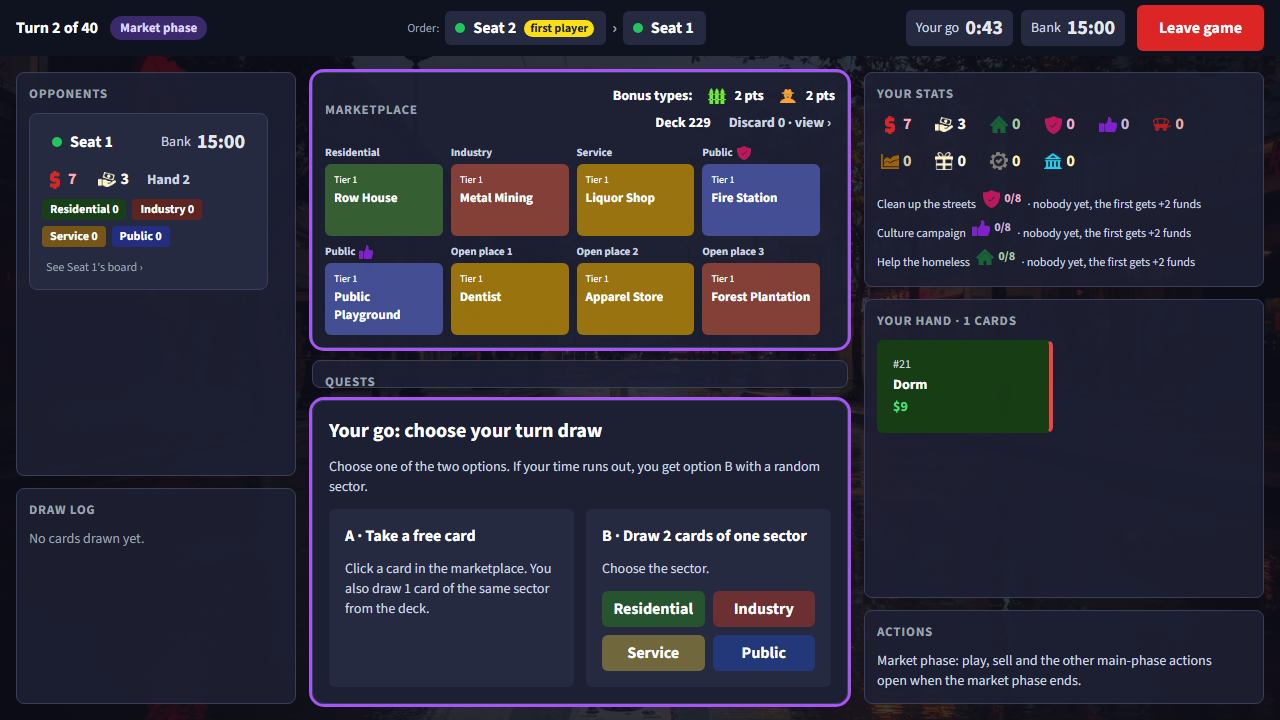 Turn 2 of 40
Market phase
Order:
Seat 2
first player
›
Seat 1
Your go 0:43
Bank 15:00
Leave game
OPPONENTS
Seat 1
Bank 15:00
7
3
Hand 2
Residential 0
Industry 0
Service 0
Public 0
See Seat 1's board ›
DRAW LOG
No cards drawn yet.
MARKETPLACE
Bonus types:
2 pts
2 pts
Deck 229
Discard 0 · view ›
Residential
Industry
Service
Public
Tier 1
Row House
Tier 1
Metal Mining
Tier 1
Liquor Shop
Tier 1
Fire Station
Public
Open place 1
Open place 2
Open place 3
Tier 1
Public
Playground
Tier 1
Dentist
Tier 1
Apparel Store
Tier 1
Forest Plantation
QUESTS
Your go: choose your turn draw
Choose one of the two options. If your time runs out, you get option B with a random
sector.
A · Take a free card
Click a card in the marketplace. You
also draw 1 card of the same sector
from the deck.
B · Draw 2 cards of one sector
Choose the sector.
Residential
Industry
Service
Public
YOUR STATS
7
3
0
0
0
0
0
0
0
0
Clean up the streets 0/8 · nobody yet, the first gets +2 funds
Culture campaign 0/8 · nobody yet, the first gets +2 funds
Help the homeless 0/8 · nobody yet, the first gets +2 funds
YOUR HAND · 1 CARDS
#21
Dorm
$9
ACTIONS
Market phase: play, sell and the other main-phase actions
open when the market phase ends.